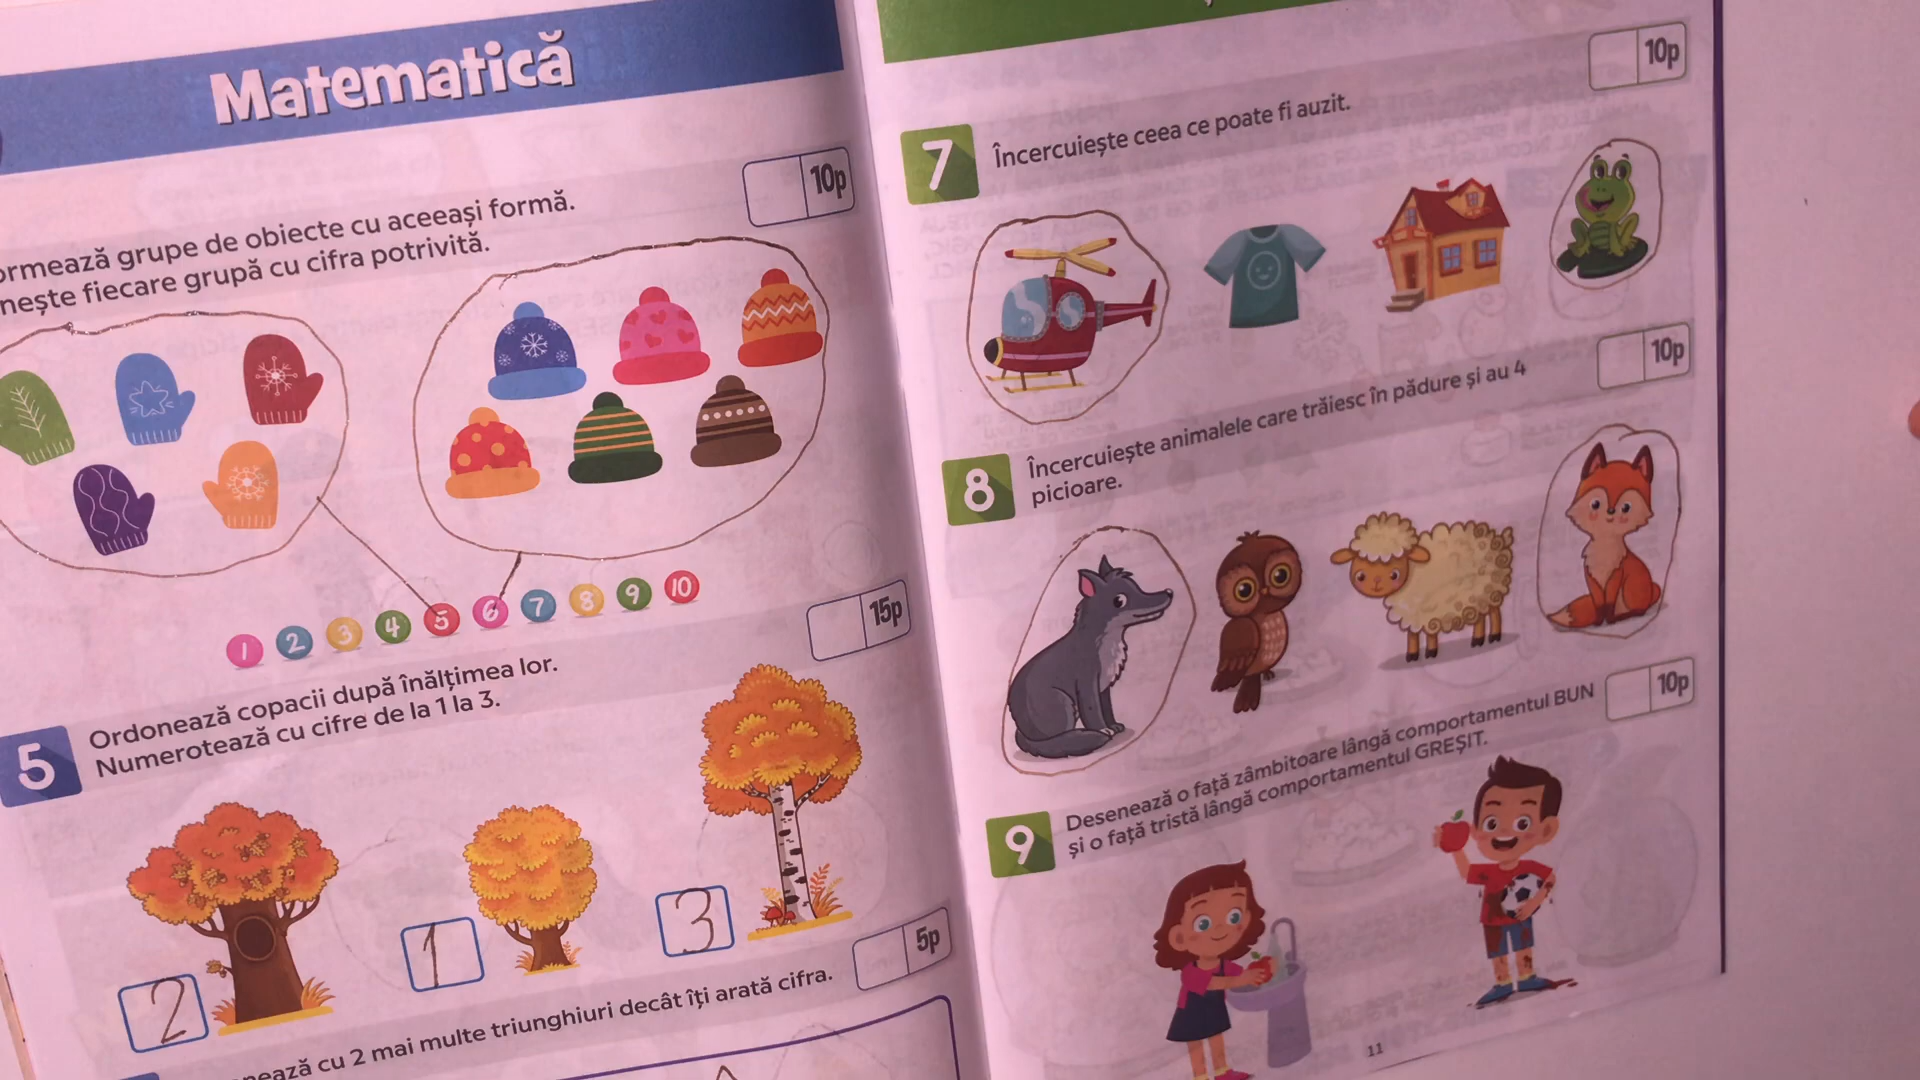 Matematică
ormează grupe de obiecte cu aceeași formă.
nește fiecare grupă cu cifra potrivită.
10p
1 2 3 4 5 6 7 8 9 10
5
Ordonează copacii după înălțimea lor.
Numerotează cu cifre de la 1 la 3.
15p
2
1
3
nează cu 2 mai multe triunghiuri decât îți arată cifra.
5p
7
Încercuiește ceea ce poate fi auzit.
10p
8
Încercuiește animalele care trăiesc în pădure și au 4
picioare.
10p
9
Desenează o față zâmbitoare lângă comportamentul BUN
și o față tristă lângă comportamentul GREȘIT.
10p
11